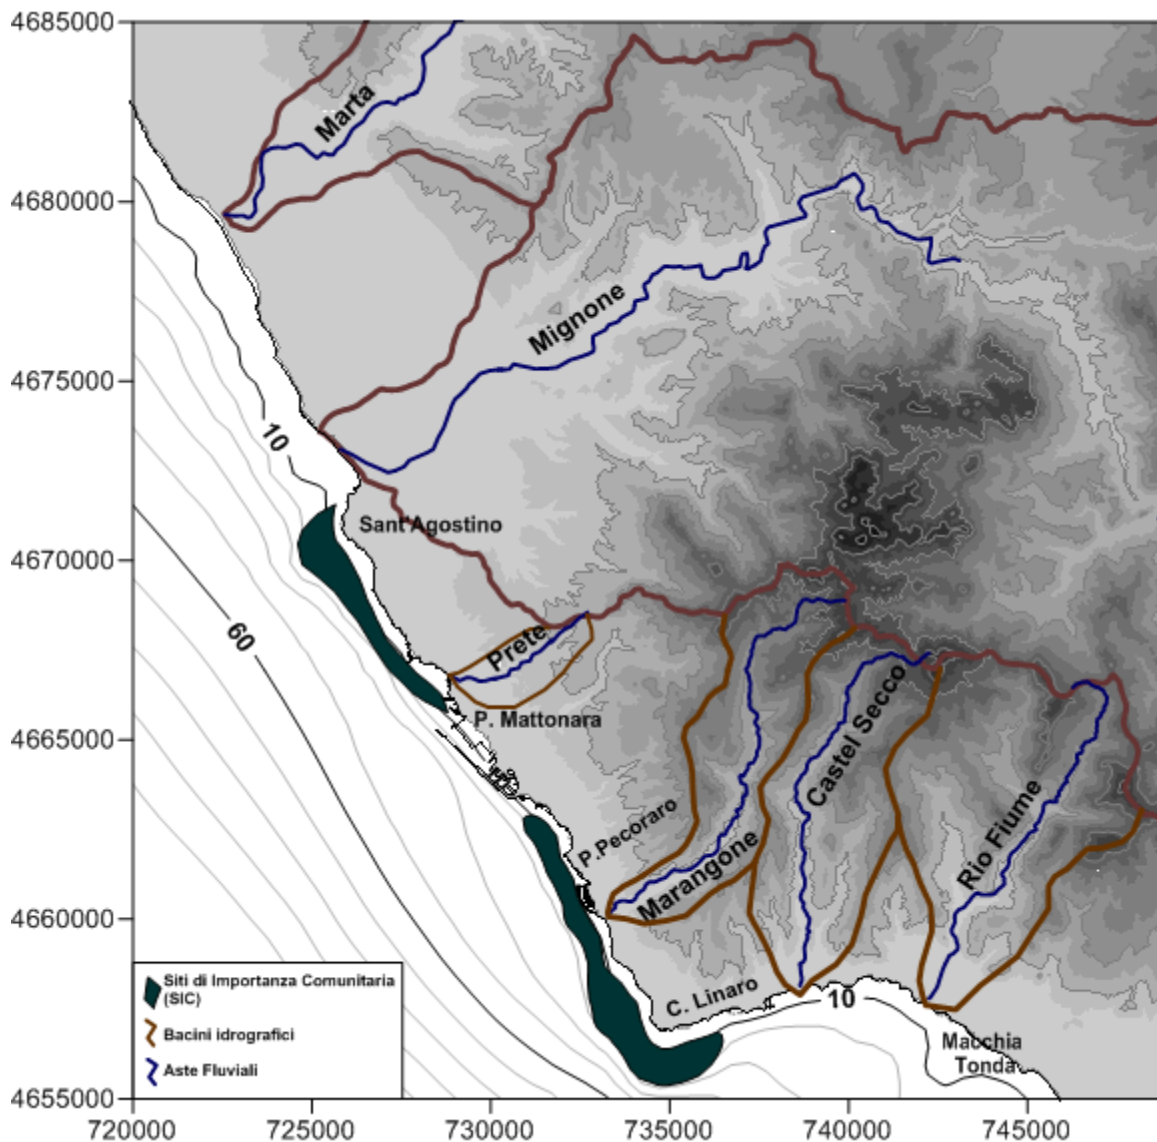 4685000
Marta
4680000
Mignone
4675000
10
Sant'Agostino
4670000
60
Prete
P. Mattonara
4665000
Castel Secco
P.Pecoraro
Rio Fiume
Marangone
4660000
Siti di Importanza Comunitaria
(SIC)
Bacini idrografici
Aste Fluviali
C. Linaro
10
Macchia
Tonda
4655000
720000
725000
730000
735000
740000
745000